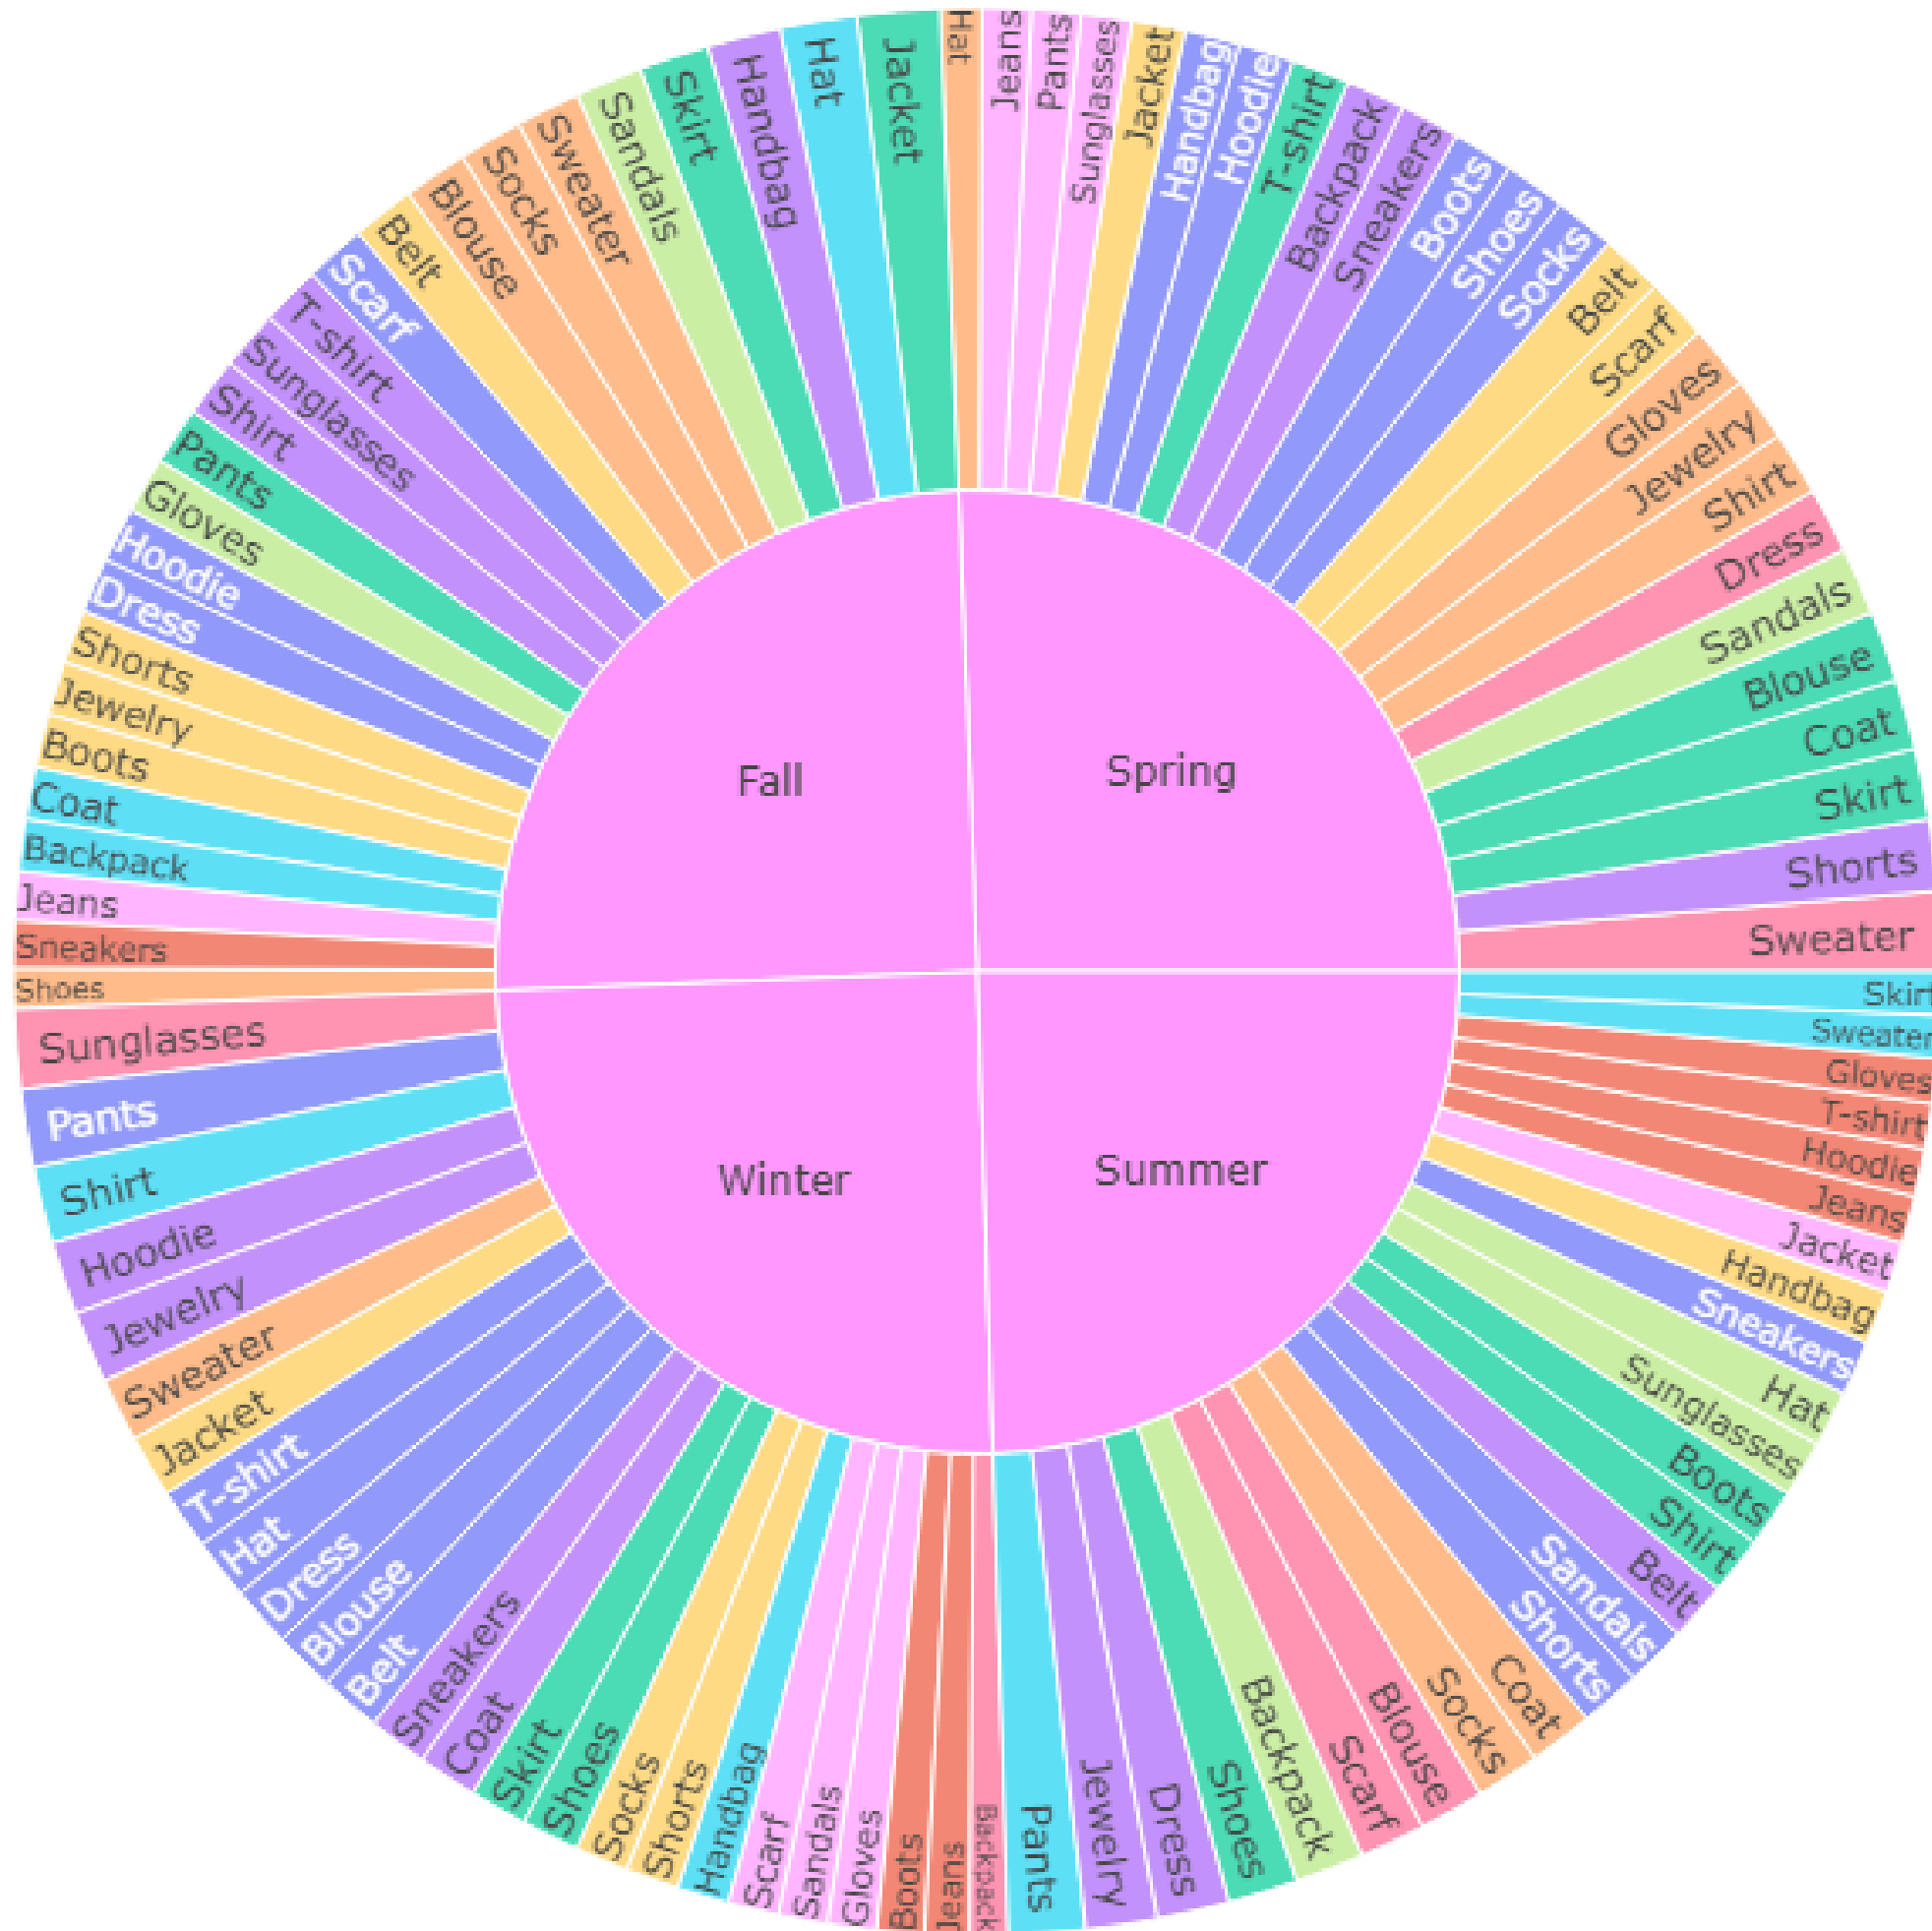 Spring
Sweater
Shorts
Skirt
Coat
Blouse
Sandals
Dress
Shirt
Jewelry
Gloves
Scarf
Belt
Socks
Shoes
Boots
Sneakers
Backpack
T-shirt
Hoodie
Handbag
Jacket
Sunglasses
Pants
Jeans
Hat
Fall
Jacket
Hat
Handbag
Skirt
Sandals
Sweater
Socks
Blouse
Belt
Scarf
T-shirt
Sunglasses
Shirt
Pants
Gloves
Hoodie
Dress
Shorts
Jewelry
Boots
Coat
Backpack
Jeans
Sneakers
Shoes
Winter
Sunglasses
Pants
Shirt
Hoodie
Jewelry
Sweater
Jacket
T-shirt
Hat
Dress
Blouse
Belt
Sneakers
Coat
Skirt
Shoes
Socks
Shorts
Handbag
Scarf
Sandals
Gloves
Boots
Jeans
Backpack
Summer
Pants
Jewelry
Dress
Shoes
Backpack
Scarf
Blouse
Socks
Coat
Shorts
Sandals
Belt
Shirt
Boots
Sunglasses
Hat
Sneakers
Handbag
Jacket
Jeans
Hoodie
T-shirt
Gloves
Sweater
Skirt